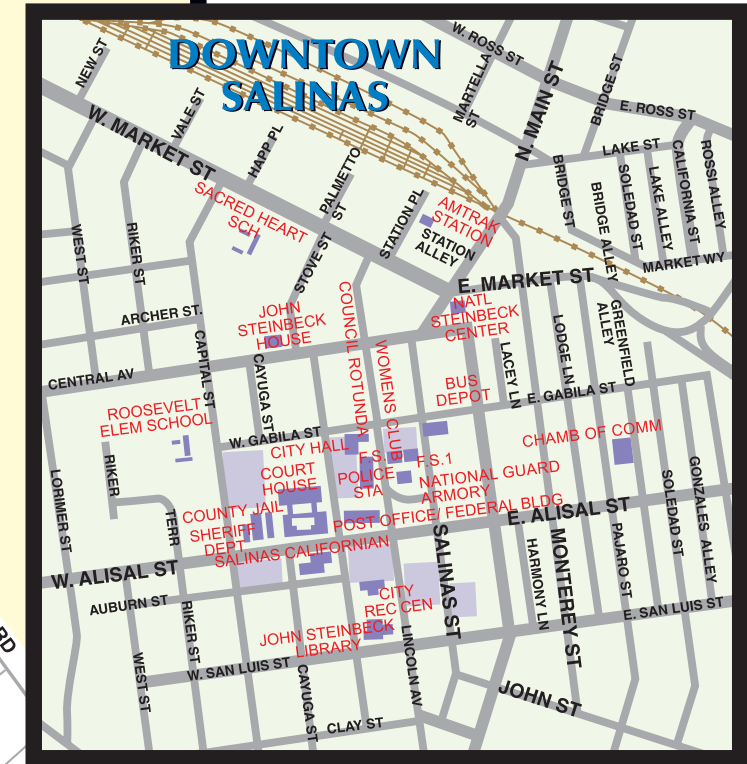 DOWNTOWN
SALINAS
W. ROSS ST
NEW ST
MARTELLA
ST
N. MAIN ST
BRIDGE ST
E. ROSS ST
W. MARKET ST
VALE ST
HAPP PL
PALMETTO
ST
LAKE ST
BRIDGE ST
BRIDGE ALLEY
SOLEDAD ST
LAKE ALLEY
CALIFORNIA ST
ROSSI ALLEY
SACRED HEART
SCH
STATION PL
AMTRAK
STATION
STATION
ALLEY
MARKET WY
WEST ST
RIKER ST
STOVE ST
E. MARKET ST
ARCHER ST.
JOHN
STEINBECK
HOUSE
COUNCIL ROTUNDA
NATL
STEINBECK
CENTER
LODGE LN
GREENFIELD
ALLEY
CAPITAL ST
CAYUGA ST
WOMENS CLUB
LACEY LN
CENTRAL AV
BUS
DEPOT
E. GABILA ST
ROOSEVELT
ELEM SCHOOL
W. GABILA ST
CITY HALL
CHAMB OF COMM
LORIMER ST
RIKER
TERR
COURT
HOUSE
F.S.
POLICE
STA
F.S.1
NATIONAL GUARD
ARMORY
SOLEDAD ST
GONZALES ALLEY
COUNTY JAIL
SHERIFF
DEPT
POST OFFICE/ FEDERAL BLDG
E. ALISAL ST
SALINAS CALIFORNIAN
W. ALISAL ST
SALINAS ST
HARMONY LN
MONTEREY ST
PAJARO ST
AUBURN ST
RIKER ST
CITY
REC CEN
E. SAN LUIS ST
JOHN STEINBECK
LIBRARY
LINCOLN AV
WEST ST
W. SAN LUIS ST
CAYUGA ST
CLAY ST
JOHN ST
RD